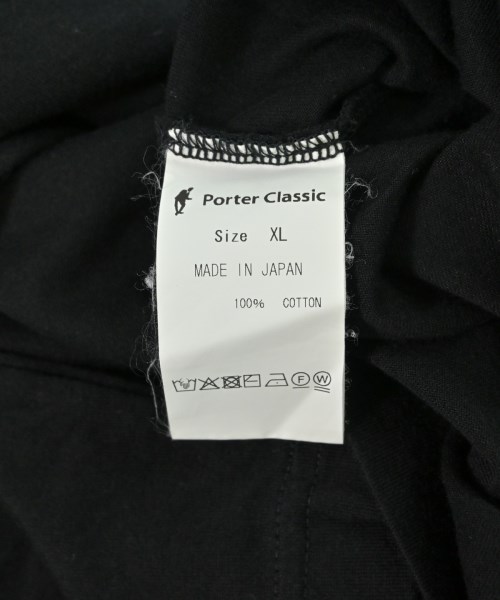 Porter Classic
Size XL
MADE IN JAPAN
100% COTTON
F W